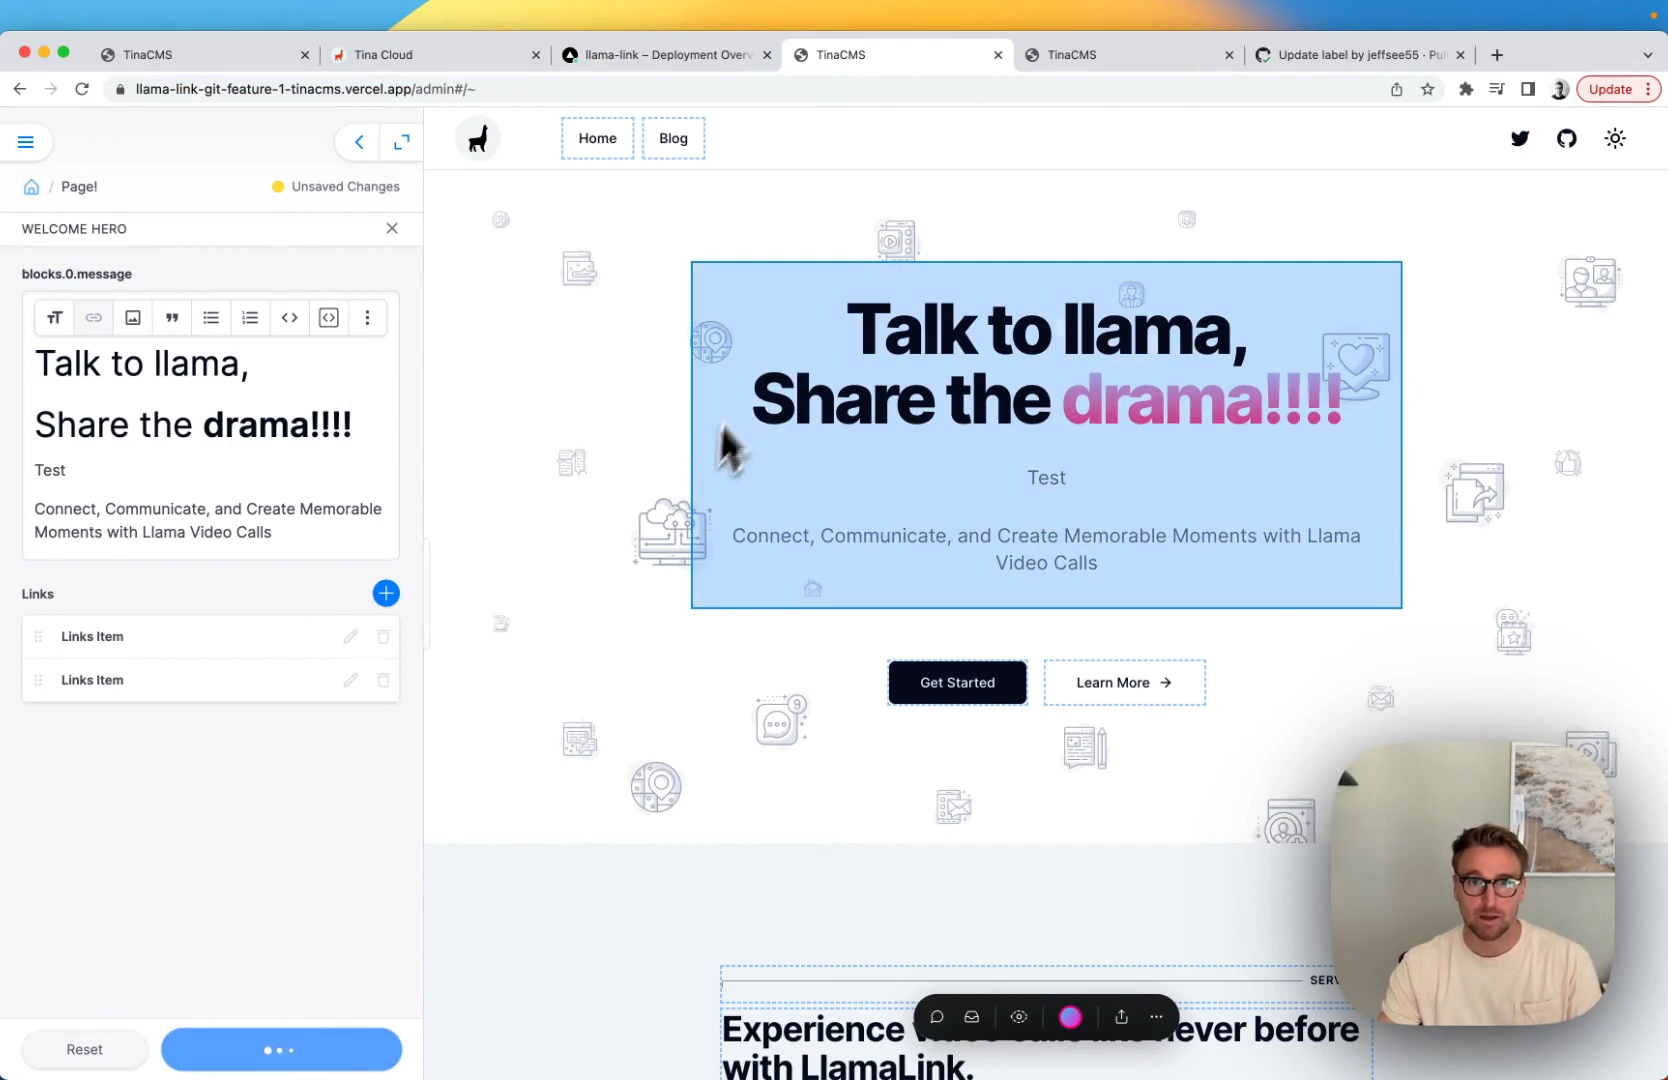 TinaCMS
Tina Cloud
llama-link – Deployment Overv
TinaCMS
TinaCMS
Update label by jeffsee55 · Pul
llama-link-git-feature-1-tinacms.vercel.app/admin#/~
Update
Home
Blog
/ Page!
Unsaved Changes
WELCOME HERO
blocks.0.message
Talk to llama,
Share the drama!!!!
Test
Connect, Communicate, and Create Memorable
Moments with Llama Video Calls
Links
Links Item
Links Item
Reset
Talk to llama,
Share the drama!!!!
Test
Connect, Communicate, and Create Memorable Moments with Llama
Video Calls
Get Started
Learn More →
9
Experience
never before
with LlamaLink.